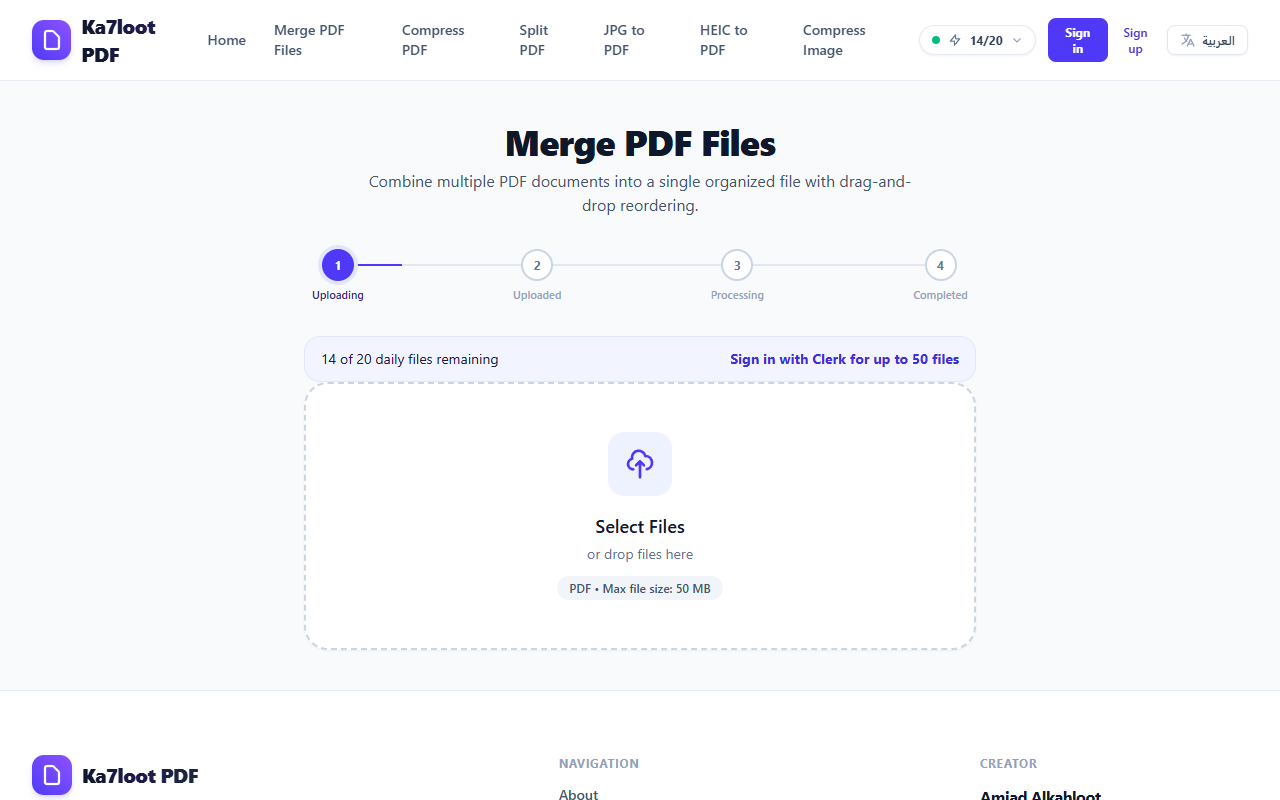 Ka7loot
PDF
Home
Merge PDF
Files
Compress
PDF
Split
PDF
JPG to
PDF
HEIC to
PDF
Compress
Image
14/20
Sign
in
Sign
up
العربية
Merge PDF Files
Combine multiple PDF documents into a single organized file with drag-and-
drop reordering.
1
2
3
4
Uploading
Uploaded
Processing
Completed
14 of 20 daily files remaining
Sign in with Clerk for up to 50 files
Select Files
or drop files here
PDF • Max file size: 50 MB
Ka7loot PDF
NAVIGATION
About
CREATOR
Amjad Alkahloot